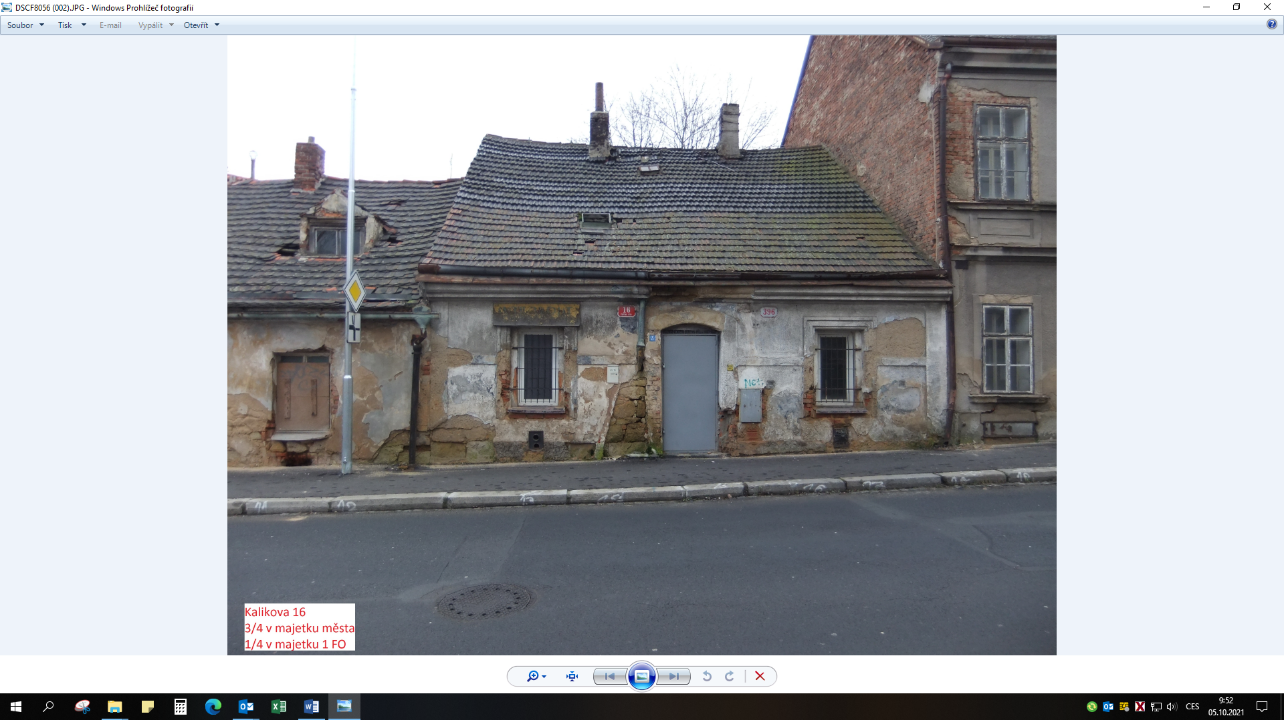 DSCF8056 (002).JPG - Windows Prohlížeč fotografií
Soubor Tisk E-mail Vypálit Otevřít
16
Kalikova 16
3/4 v majetku města
1/4 v majetku 1 FO
CES
9:52
05.10.2021